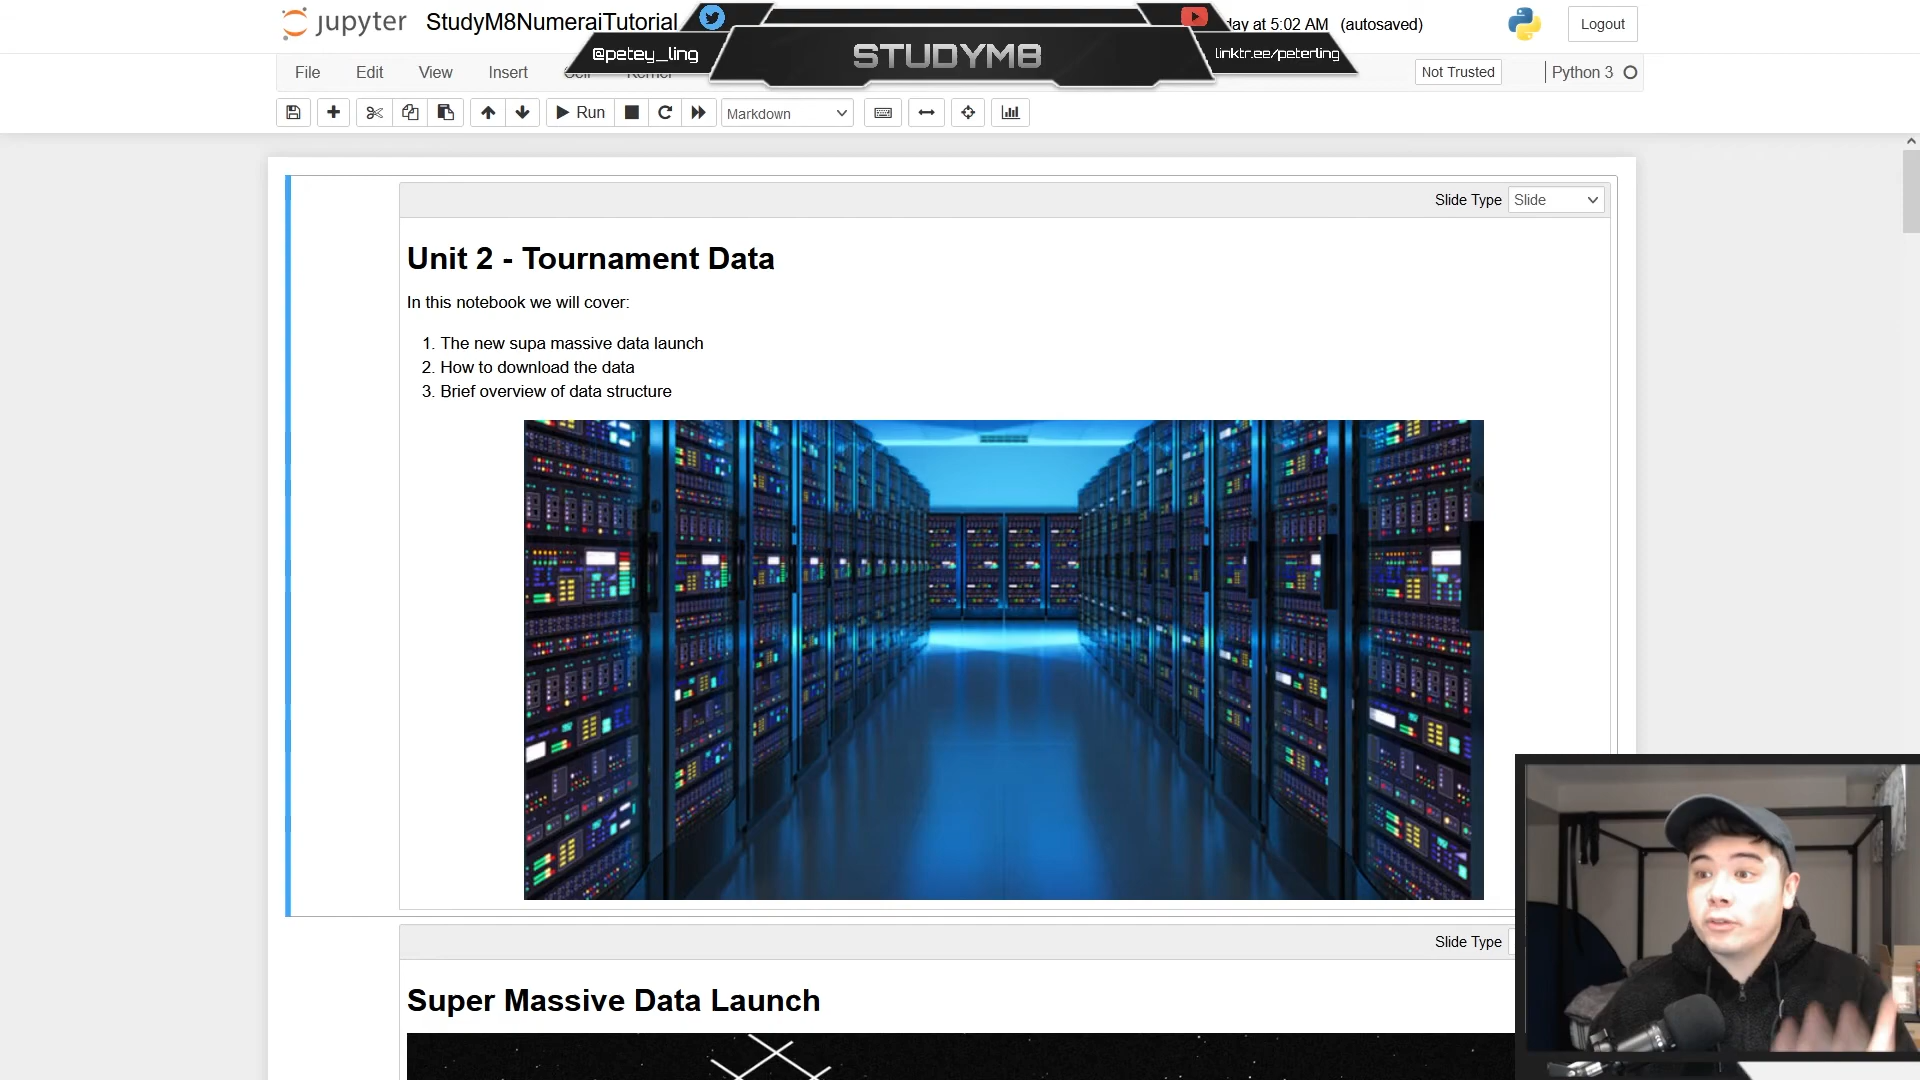 jupyter StudyM8NumeraiTutorial
day at 5:02 AM (autosaved)
Logout
@petey_ling
STUDYM8
linktr.ee/peterling
File Edit View Insert Cell Kernel
Not Trusted
Python 3
Run
Markdown
Slide Type Slide
Unit 2 - Tournament Data
In this notebook we will cover:
1. The new supa massive data launch
2. How to download the data
3. Brief overview of data structure
Slide Type
Super Massive Data Launch